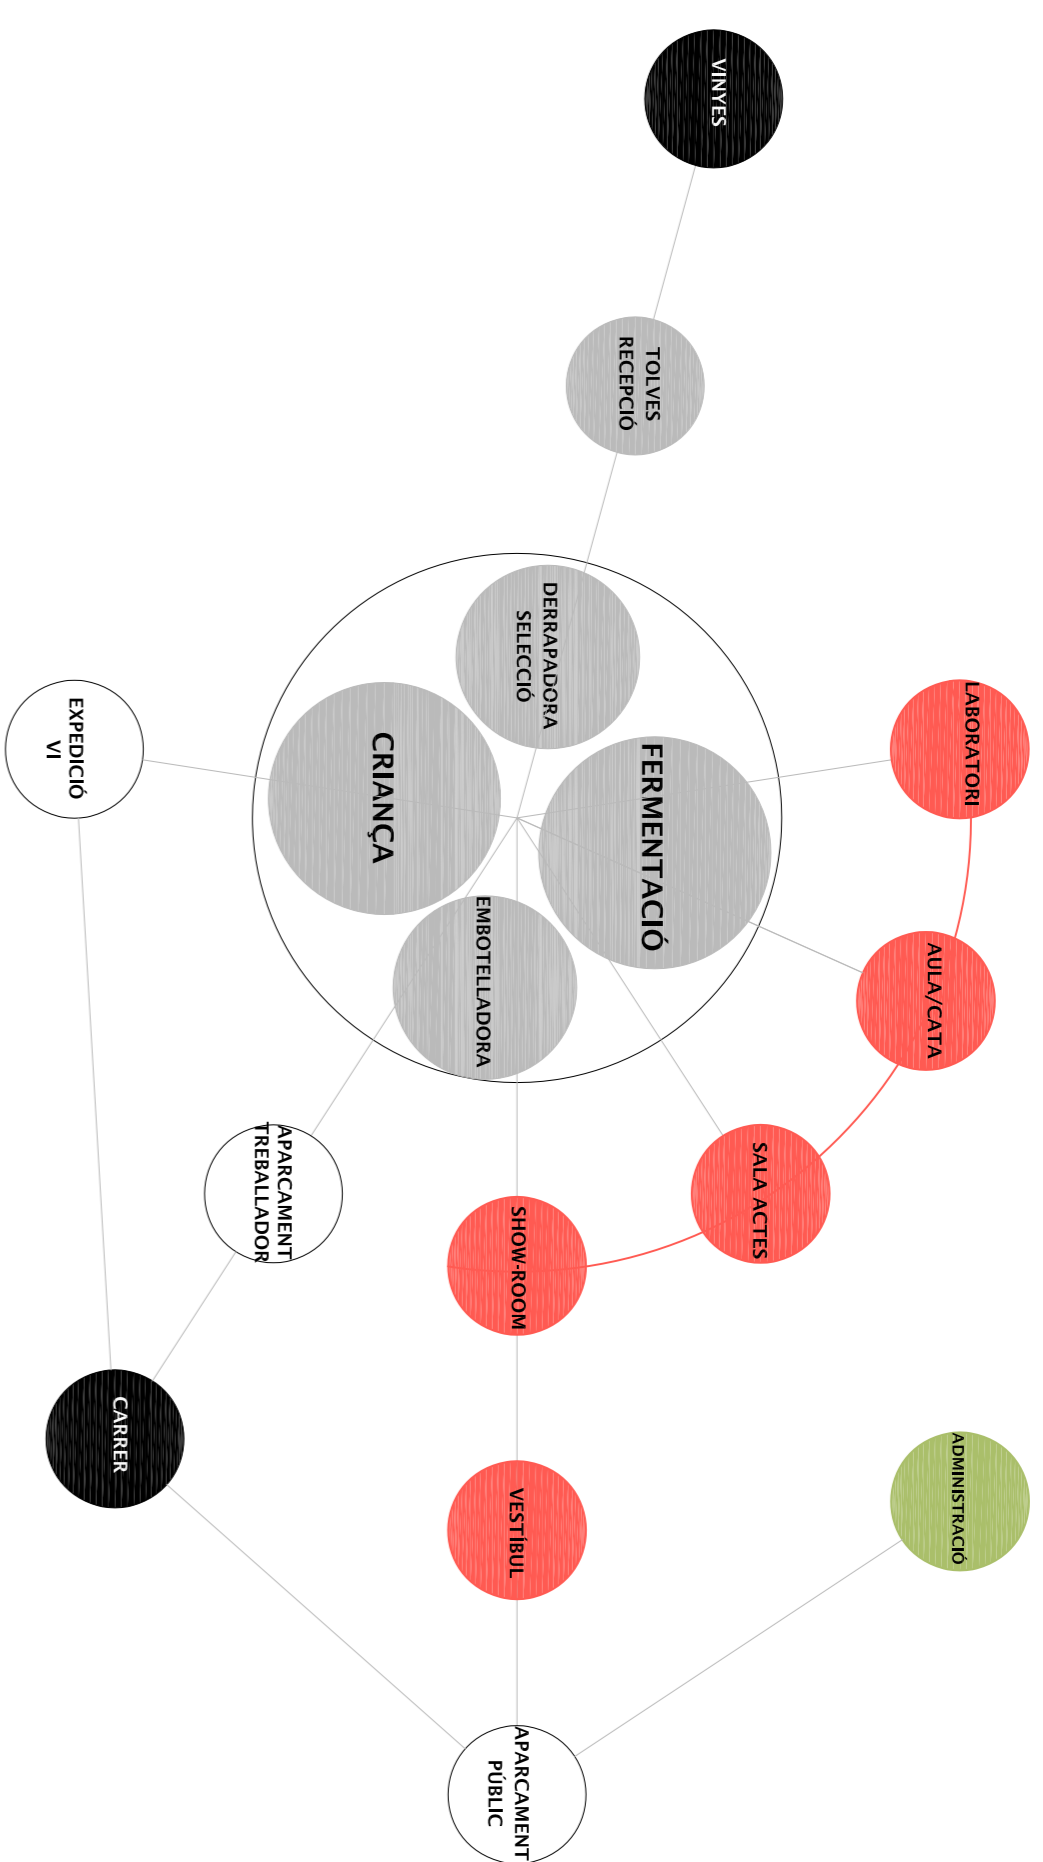 VINYES
TOLVES
RECEPCIÓ
DERRAPADORA
SELECCIÓ
FERMENTACIÓ
CRIANÇA
EMBOTELLADORA
LABORATORI
AULA/CATA
SALA ACTES
SHOW-ROOM
EXPEDICIÓ
VI
APARCAMENT
TREBALLADOR
CARRER
VESTÍBUL
ADMINISTRACIÓ
APARCAMENT
PÚBLIC